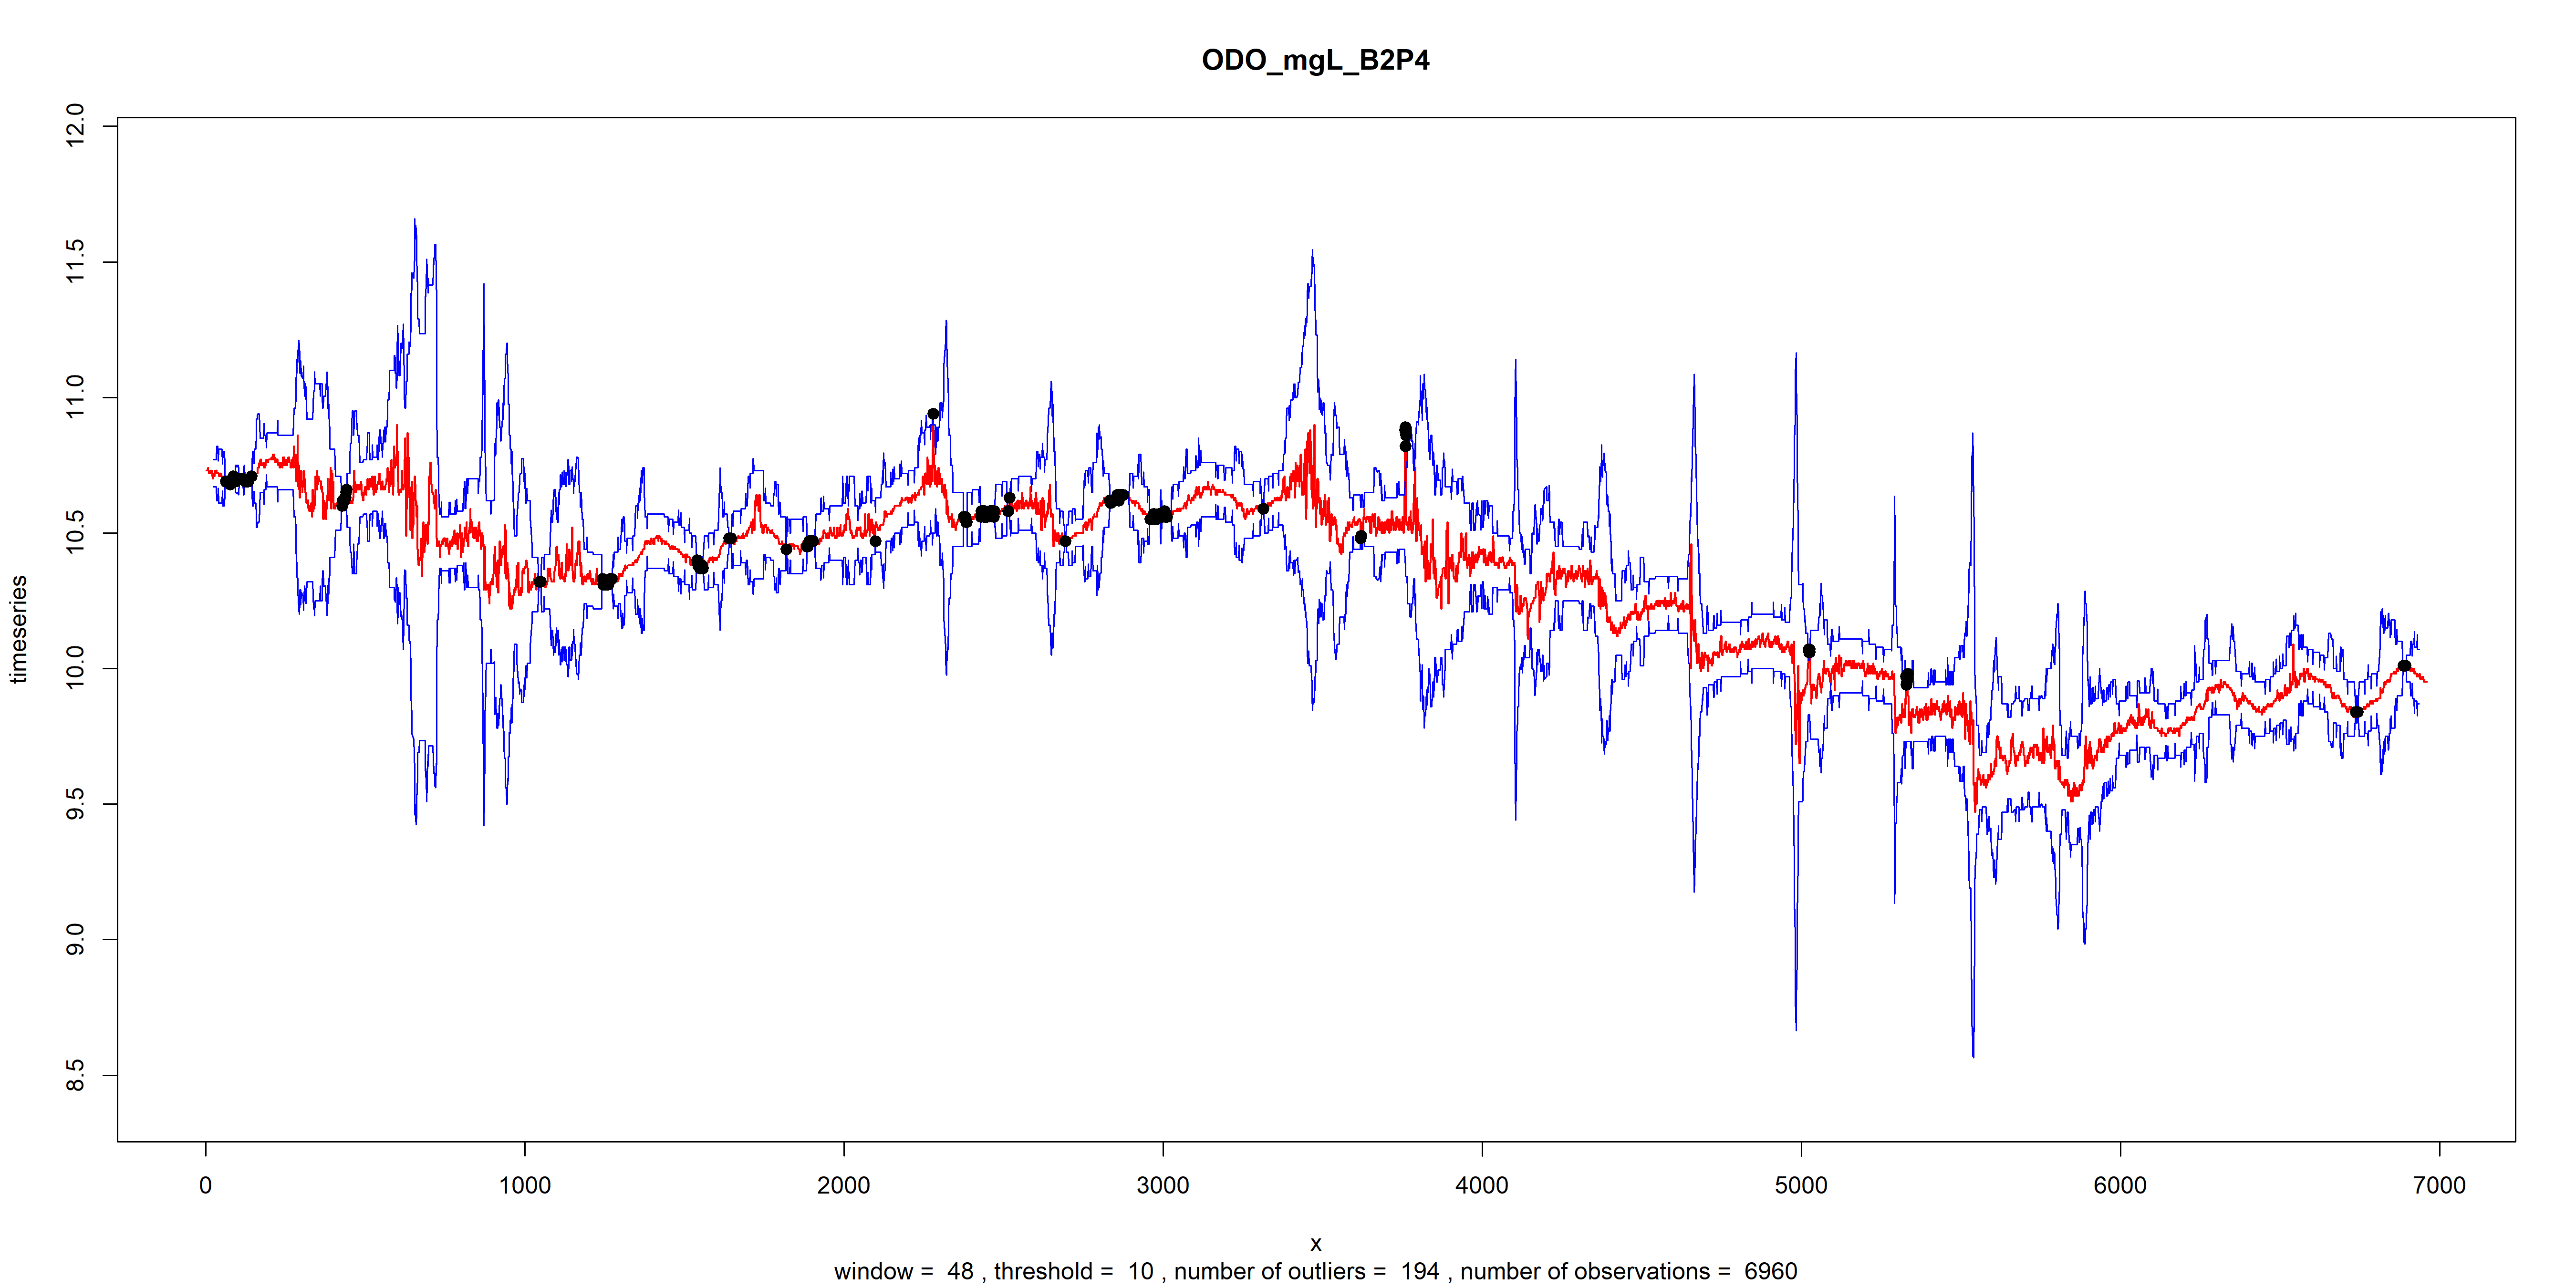 ODO_mgL_B2P4
12.0
11.5
11.0
10.5
10.0
9.5
9.0
8.5
timeseries
0 1000 2000 3000 4000 5000 6000 7000
x
window = 48 , threshold = 10 , number of outliers = 194 , number of observations = 6960